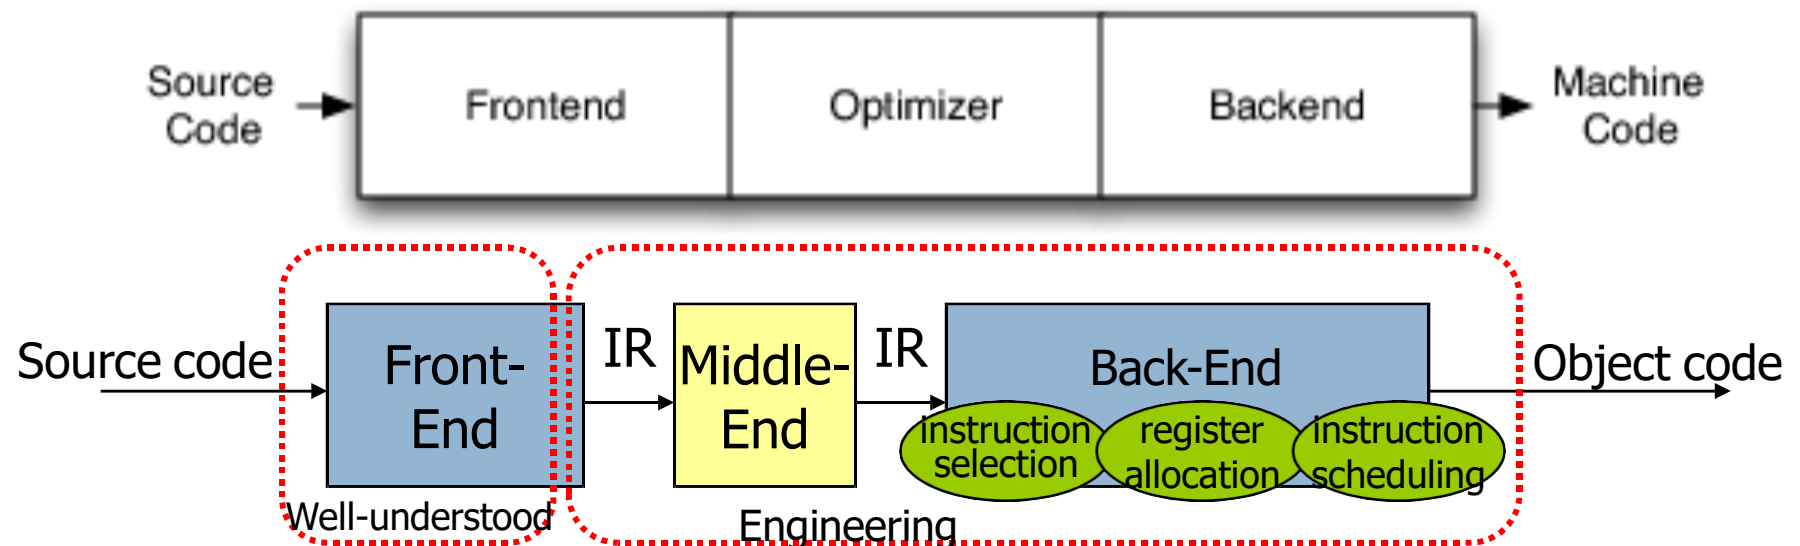 Source
Code
Frontend
Optimizer
Backend
Machine
Code
Source code
Front-
End
IR
Middle-
End
IR
Back-End
instruction
selection
register
allocation
instruction
scheduling
Object code
Well-understood
Engineering